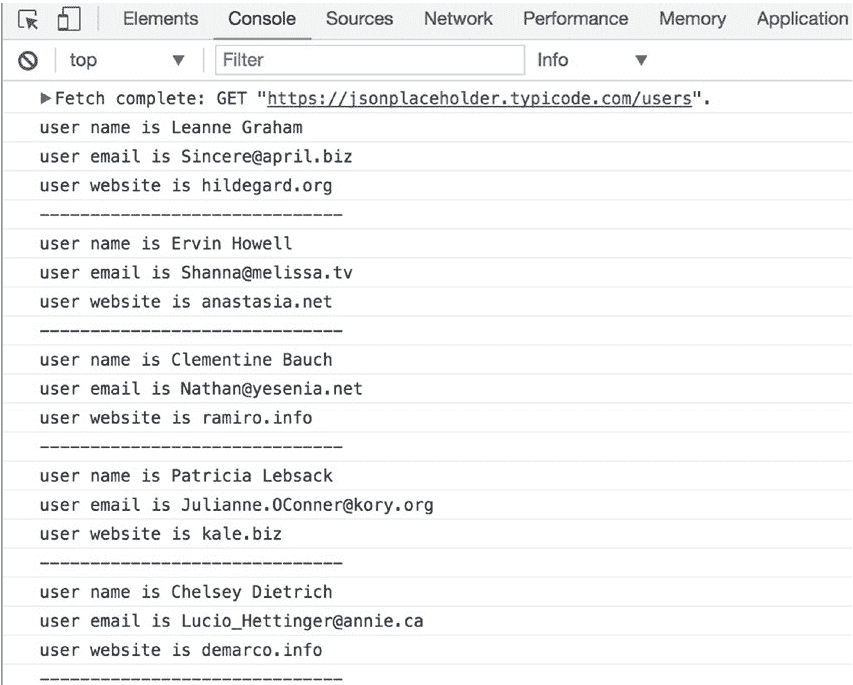 Elements Console Sources Network Performance Memory Application
top Filter Info
Fetch complete: GET "https://jsonplaceholder.typicode.com/users".
user name is Leanne Graham
user email is Sincere@april.biz
user website is hildegard.org
------------------------------
user name is Ervin Howell
user email is Shanna@melissa.tv
user website is anastasia.net
------------------------------
user name is Clementine Bauch
user email is Nathan@yesenia.net
user website is ramiro.info
------------------------------
user name is Patricia Lebsack
user email is Julianne.OConner@kory.org
user website is kale.biz
------------------------------
user name is Chelsey Dietrich
user email is Lucio_Hettinger@annie.ca
user website is demarco.info
------------------------------